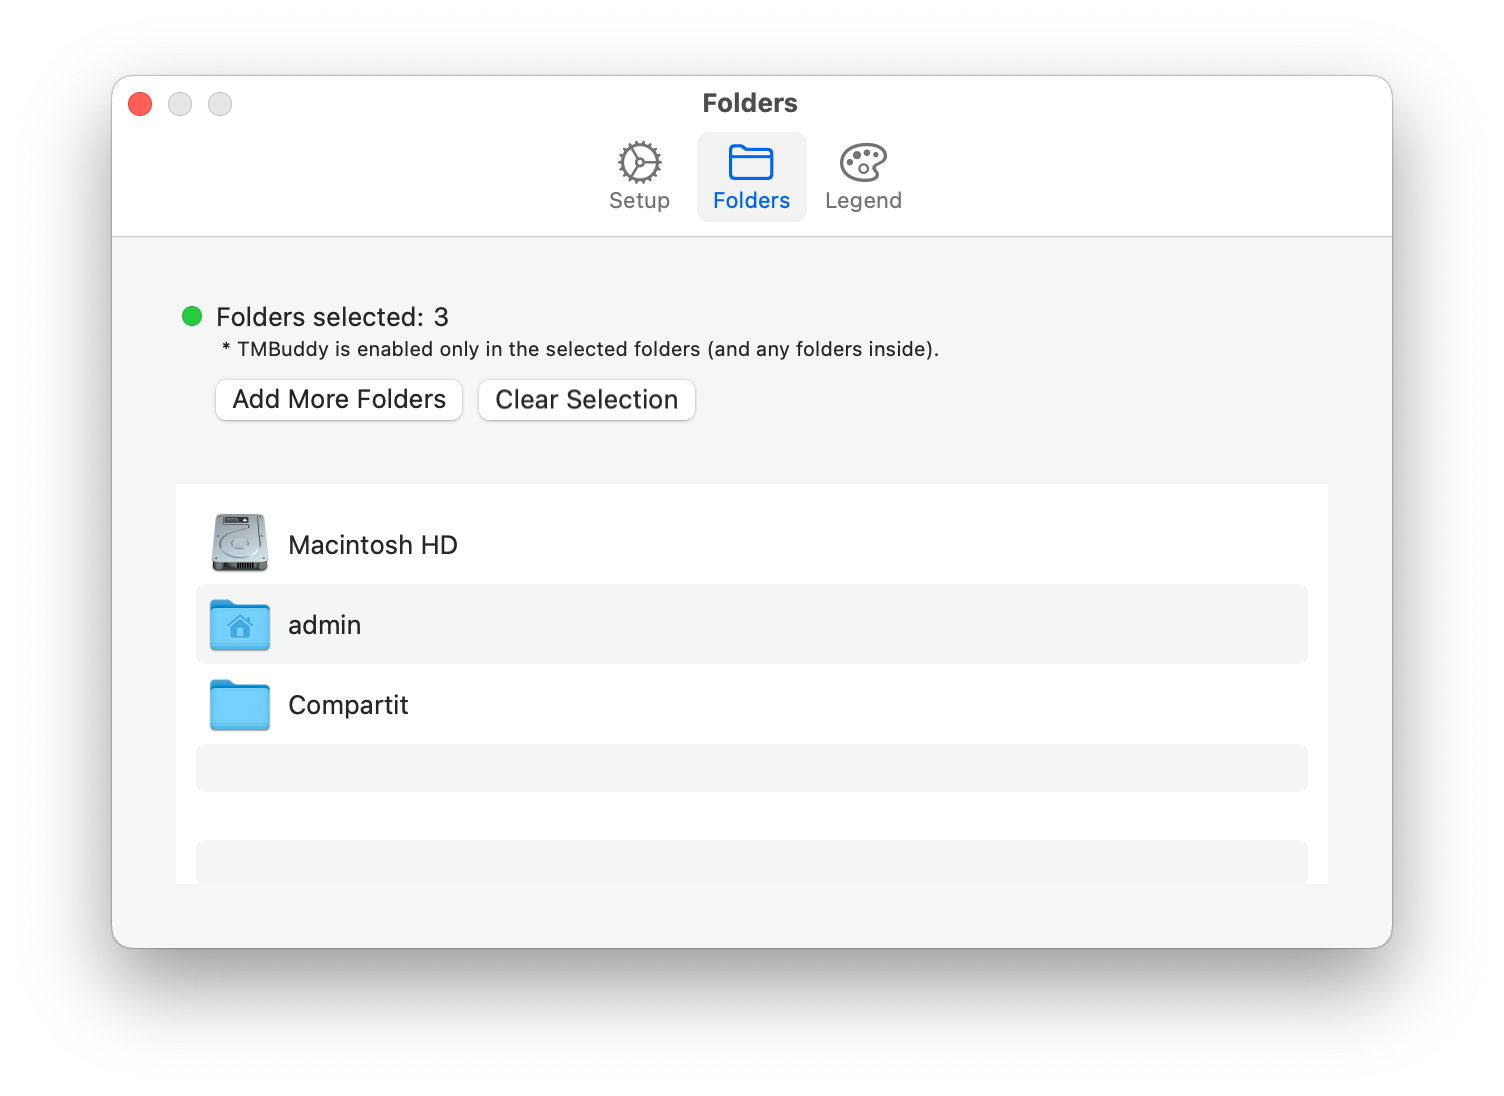 Folders
Setup
Folders
Legend
Folders selected: 3
* TMBuddy is enabled only in the selected folders (and any folders inside).
Add More Folders
Clear Selection
Macintosh HD
admin
Compartit